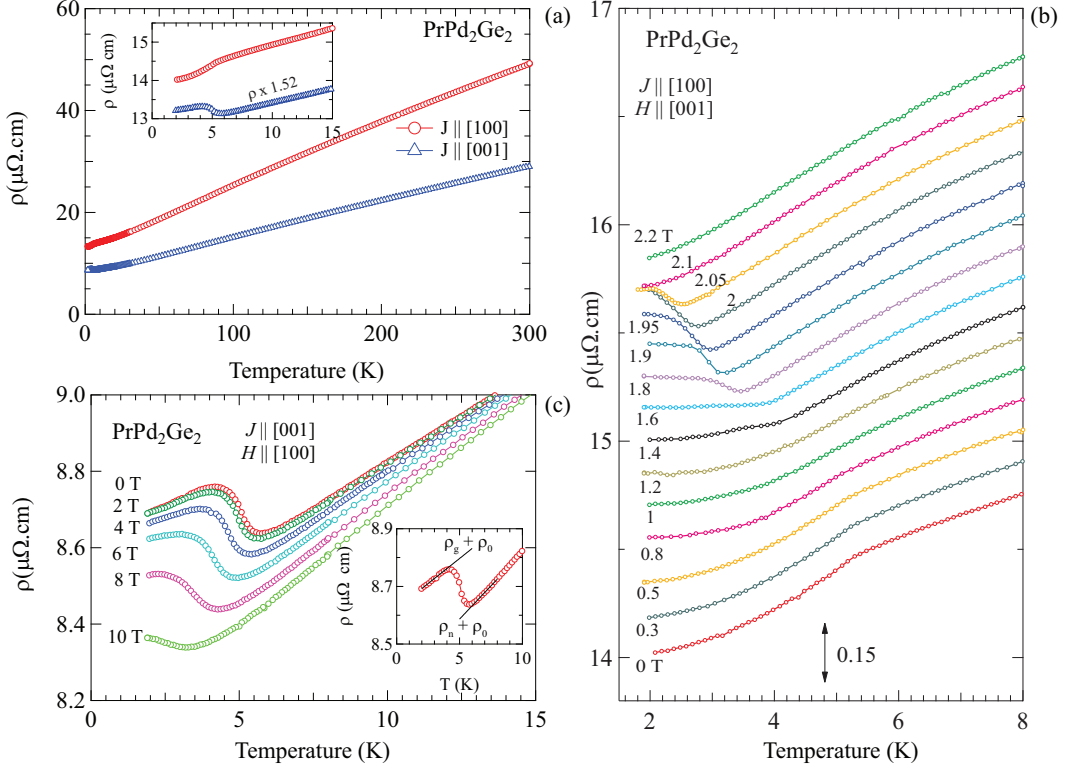 (a)
PrPd2Ge2
ρ (μΩ cm)
15
14
13
ρ x 1.52
0
5
10
15
J || [100]
J || [001]
ρ(μΩ.cm)
60
40
20
0
0
100
200
300
Temperature (K)
(b)
PrPd2Ge2
J || [100]
H || [001]
ρ(μΩ.cm)
17
16
15
14
2.2 T
2.1
2.05
2
1.95
1.9
1.8
1.6
1.4
1.2
1
0.8
0.5
0.3
0 T
0.15
2
4
6
8
Temperature (K)
(c)
PrPd2Ge2
J || [001]
H || [100]
ρ(μΩ.cm)
9.0
8.8
8.6
8.4
8.2
0 T
2 T
4 T
6 T
8 T
10 T
ρ (μΩ cm)
8.9
8.7
8.5
ρg + ρ0
ρn + ρ0
0
5
10
T (K)
0
5
10
15
Temperature (K)